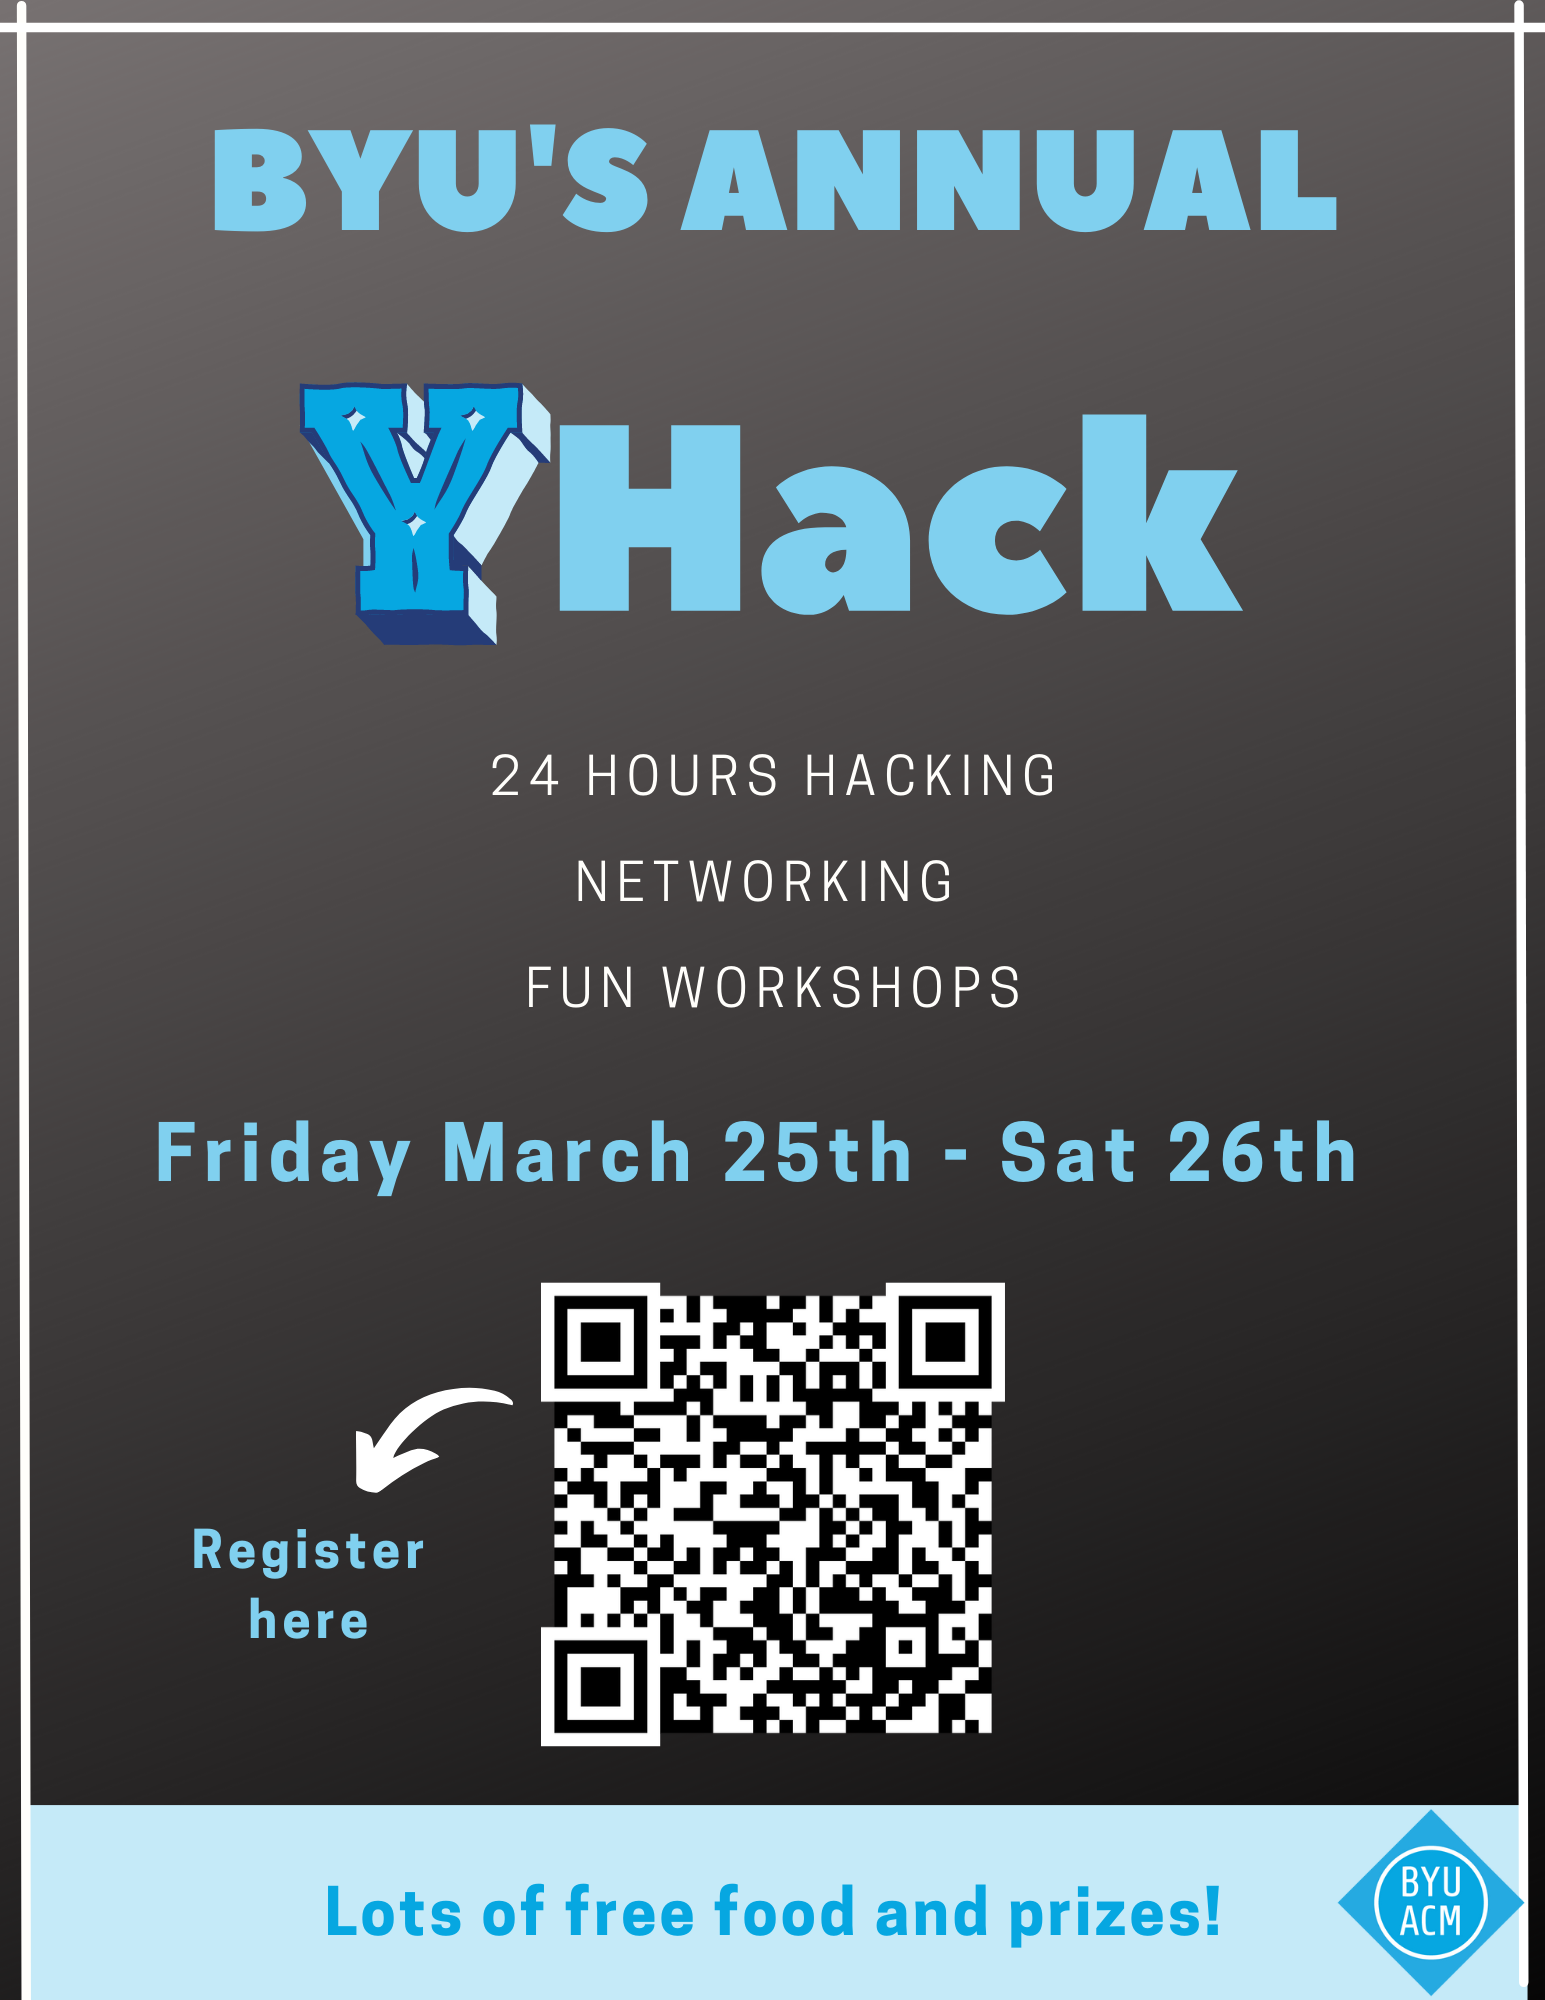 BYU'S ANNUAL
YHack
24 HOURS HACKING
NETWORKING
FUN WORKSHOPS
Friday March 25th - Sat 26th
Register
here
Lots of free food and prizes!
BYU
ACM